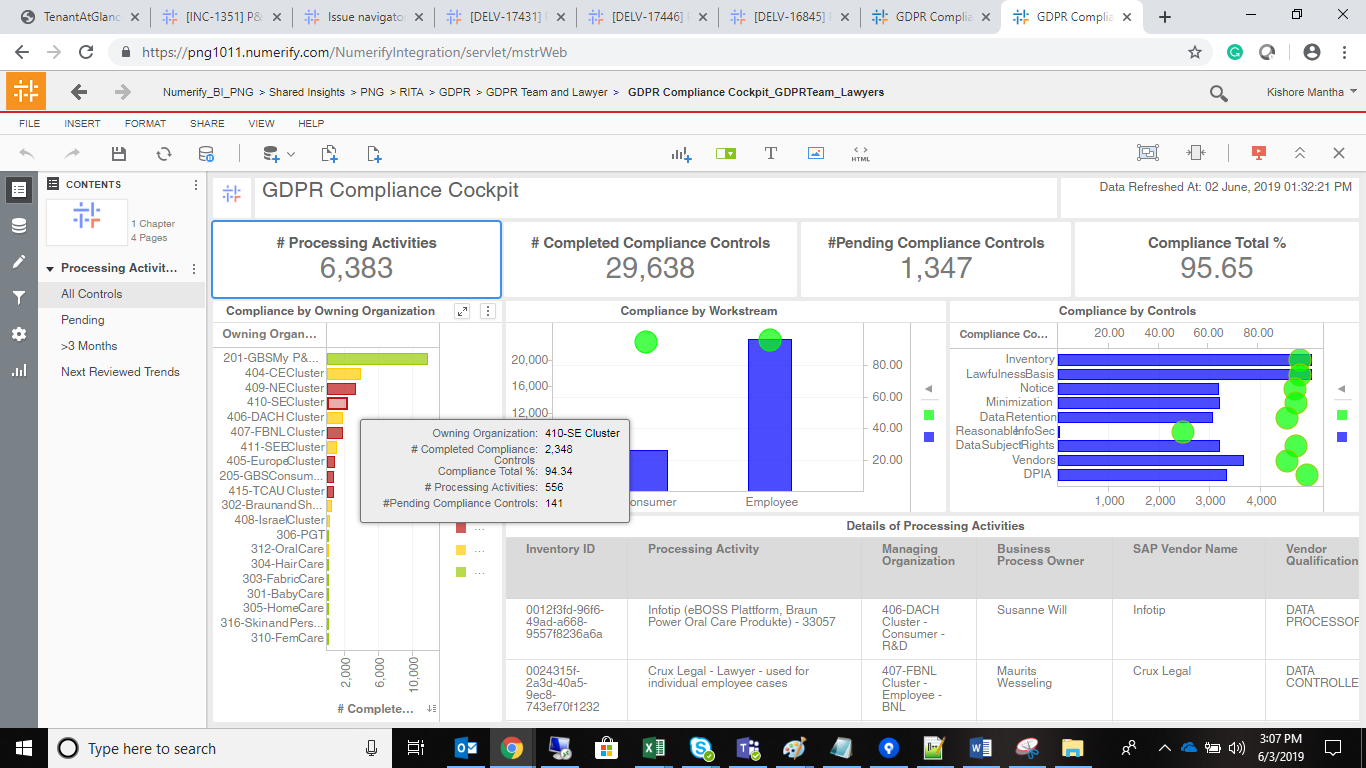 TenantAtGlanc
[INC-1351] P&
Issue navigato
[DELV-17431]
[DELV-17446]
[DELV-16845]
GDPR Complia
GDPR Complia
https://png1011.numerify.com/NumerifyIntegration/servlet/mstrWeb
Numerify_BI_PNG > Shared Insights > PNG > RITA > GDPR > GDPR Team and Lawyer > GDPR Compliance Cockpit_GDPRTeam_Lawyers
Kishore Mantha
FILE INSERT FORMAT SHARE VIEW HELP
HTML
CONTENTS
1 Chapter
4 Pages
Processing Activit...
All Controls
Pending
>3 Months
Next Reviewed Trends
GDPR Compliance Cockpit
Data Refreshed At: 02 June, 2019 01:32:21 PM
# Processing Activities
6,383
# Completed Compliance Controls
29,638
#Pending Compliance Controls
1,347
Compliance Total %
95.65
Compliance by Owning Organization
Owning Organ...
201-GBSMy P&...
404-CECluster
409-NECluster
410-SECluster
406-DACH Cluster
407-FBNL Cluster
411-SEECluster
405-EuropeCluster
205-GBSConsum...
415-TCAU Cluster
302-BraunandSh...
408-IsraelCluster
306-PGT
312-OralCare
304-HairCare
303-FabricCare
301-BabyCare
305-HomeCare
316-SkinandPers...
310-FemCare
2,000
6,000
10,000
# Complete...
...
...
...
Owning Organization: 410-SE Cluster
# Completed Compliance: 2,348
Controls
Compliance Total %: 94.34
# Processing Activities: 556
#Pending Compliance Controls: 141
Compliance by Workstream
20,000
16,000
12,000
80.00
60.00
40.00
20.00
onsumer
Employee
Compliance by Controls
Compliance Co...
20.00 40.00 60.00 80.00
Inventory
LawfulnessBasis
Notice
Minimization
DataRetention
ReasonableInfoSec
DataSubjectRights
Vendors
DPIA
1,000 2,000 3,000 4,000
Details of Processing Activities
Inventory ID
Processing Activity
Managing
Organization
Business
Process Owner
SAP Vendor Name
Vendor
Qualification
0012f3fd-96f6-
49ad-a668-
9557f8236a6a
Infotip (eBOSS Plattform, Braun
Power Oral Care Produkte) - 33057
406-DACH
Cluster -
Consumer -
R&D
Susanne Will
Infotip
DATA
PROCESSOR
0024315f-
2a3d-40a5-
9ec8-
743ef70f1232
Crux Legal - Lawyer - used for
individual employee cases
407-FBNL
Cluster -
Employee -
BNL
Maurits
Wesseling
Crux Legal
DATA
CONTROLLE
Type here to search
3:07 PM
6/3/2019